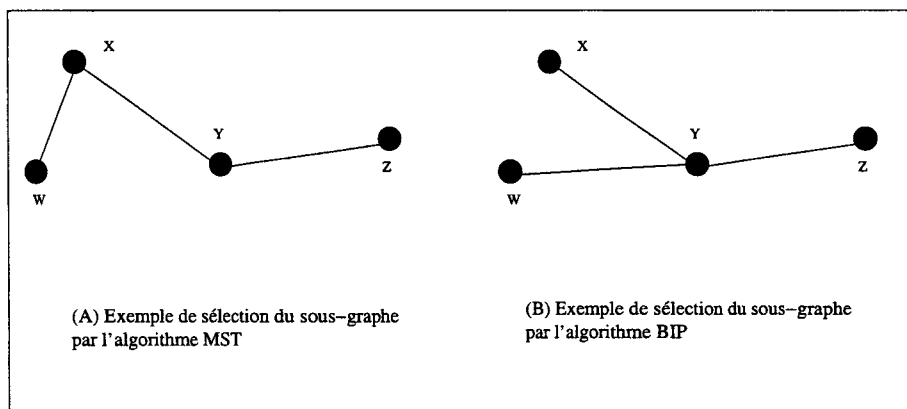 X
Y
Z
W
X
Y
Z
W
(A) Exemple de sélection du sous-graphe
par l'algorithme MST
(B) Exemple de sélection du sous-graphe
par l'algorithme BIP